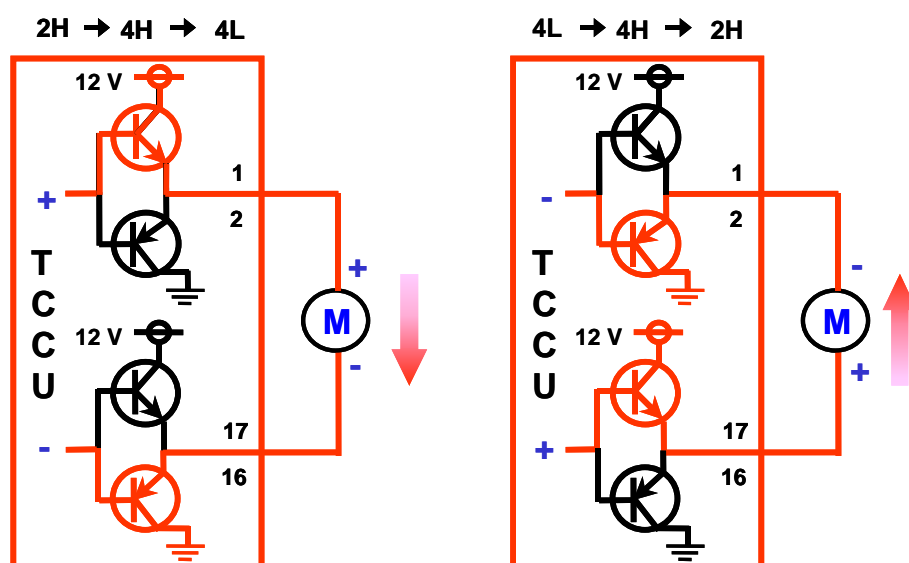 2H → 4H → 4L
12 V
1
+
2
+
T
C
C
U
M
12 V
-
17
-
16
4L → 4H → 2H
12 V
1
-
2
-
T
C
C
U
M
12 V
+
17
+
16